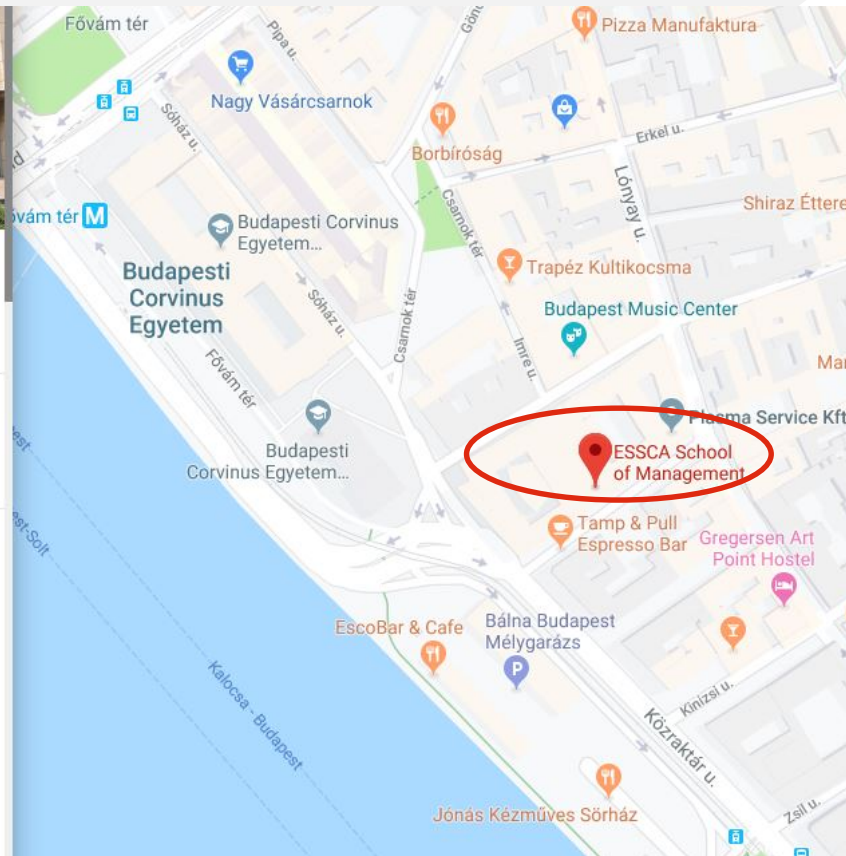 Fővám tér
Pipa u.
Pizza Manufaktura
Nagy Vásárcsarnok
Sóház u.
Borbíróság
Erkel u.
Lónyay u.
Csarnok tér
Shiraz Éttere
ővám tér M
Budapesti Corvinus
Egyetem...
Budapesti
Corvinus
Egyetem
Trapéz Kultikocsma
Budapest Music Center
Sóház u.
Csarnok tér
Imre u.
Fővám tér
Plasma Service Kft
ESSCA School
of Management
Budapesti
Corvinus Egyetem...
Tamp & Pull
Espresso Bar
Gregersen Art
Point Hostel
EscoBar & Cafe
Bálna Budapest
Mélygarázs
P
Kalocsa - Budapest
Kinizsi u.
Közraktár u.
Jónás Kézműves Sörház
Zsil u.